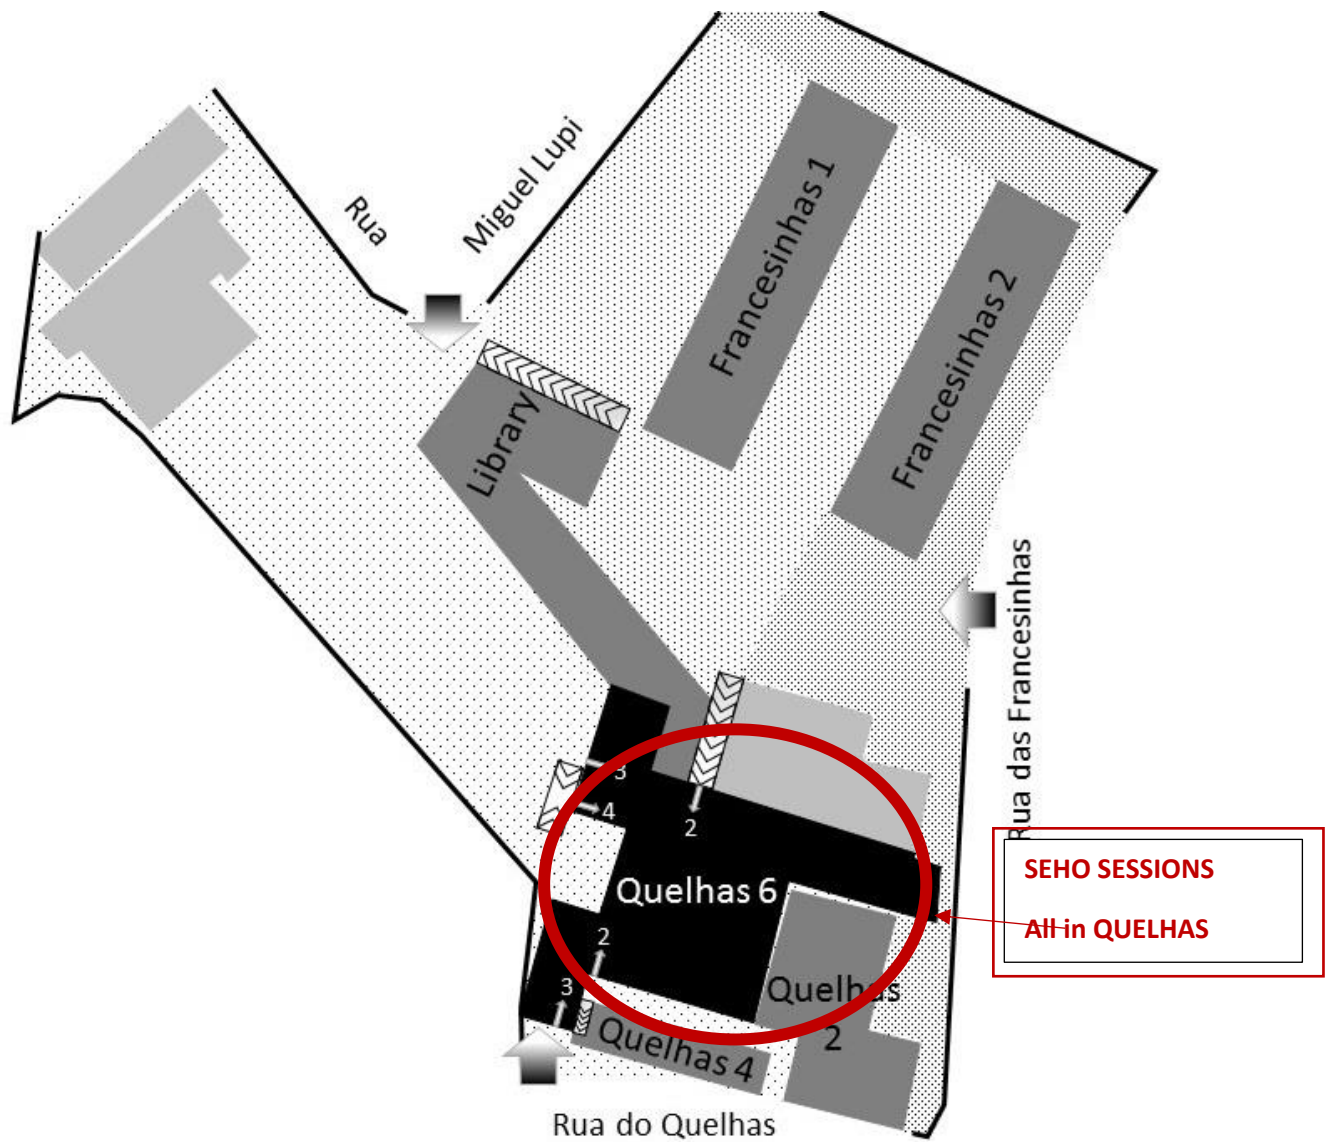 Rua
Miguel Lupi
Francesinhas 1
Francesinhas 2
Library
Rua das Francesinhas
3
4
2
Quelhas 6
SEHO SESSIONS
All in QUELHAS
2
3
Quelhas
2
Quelhas 4
Rua do Quelhas